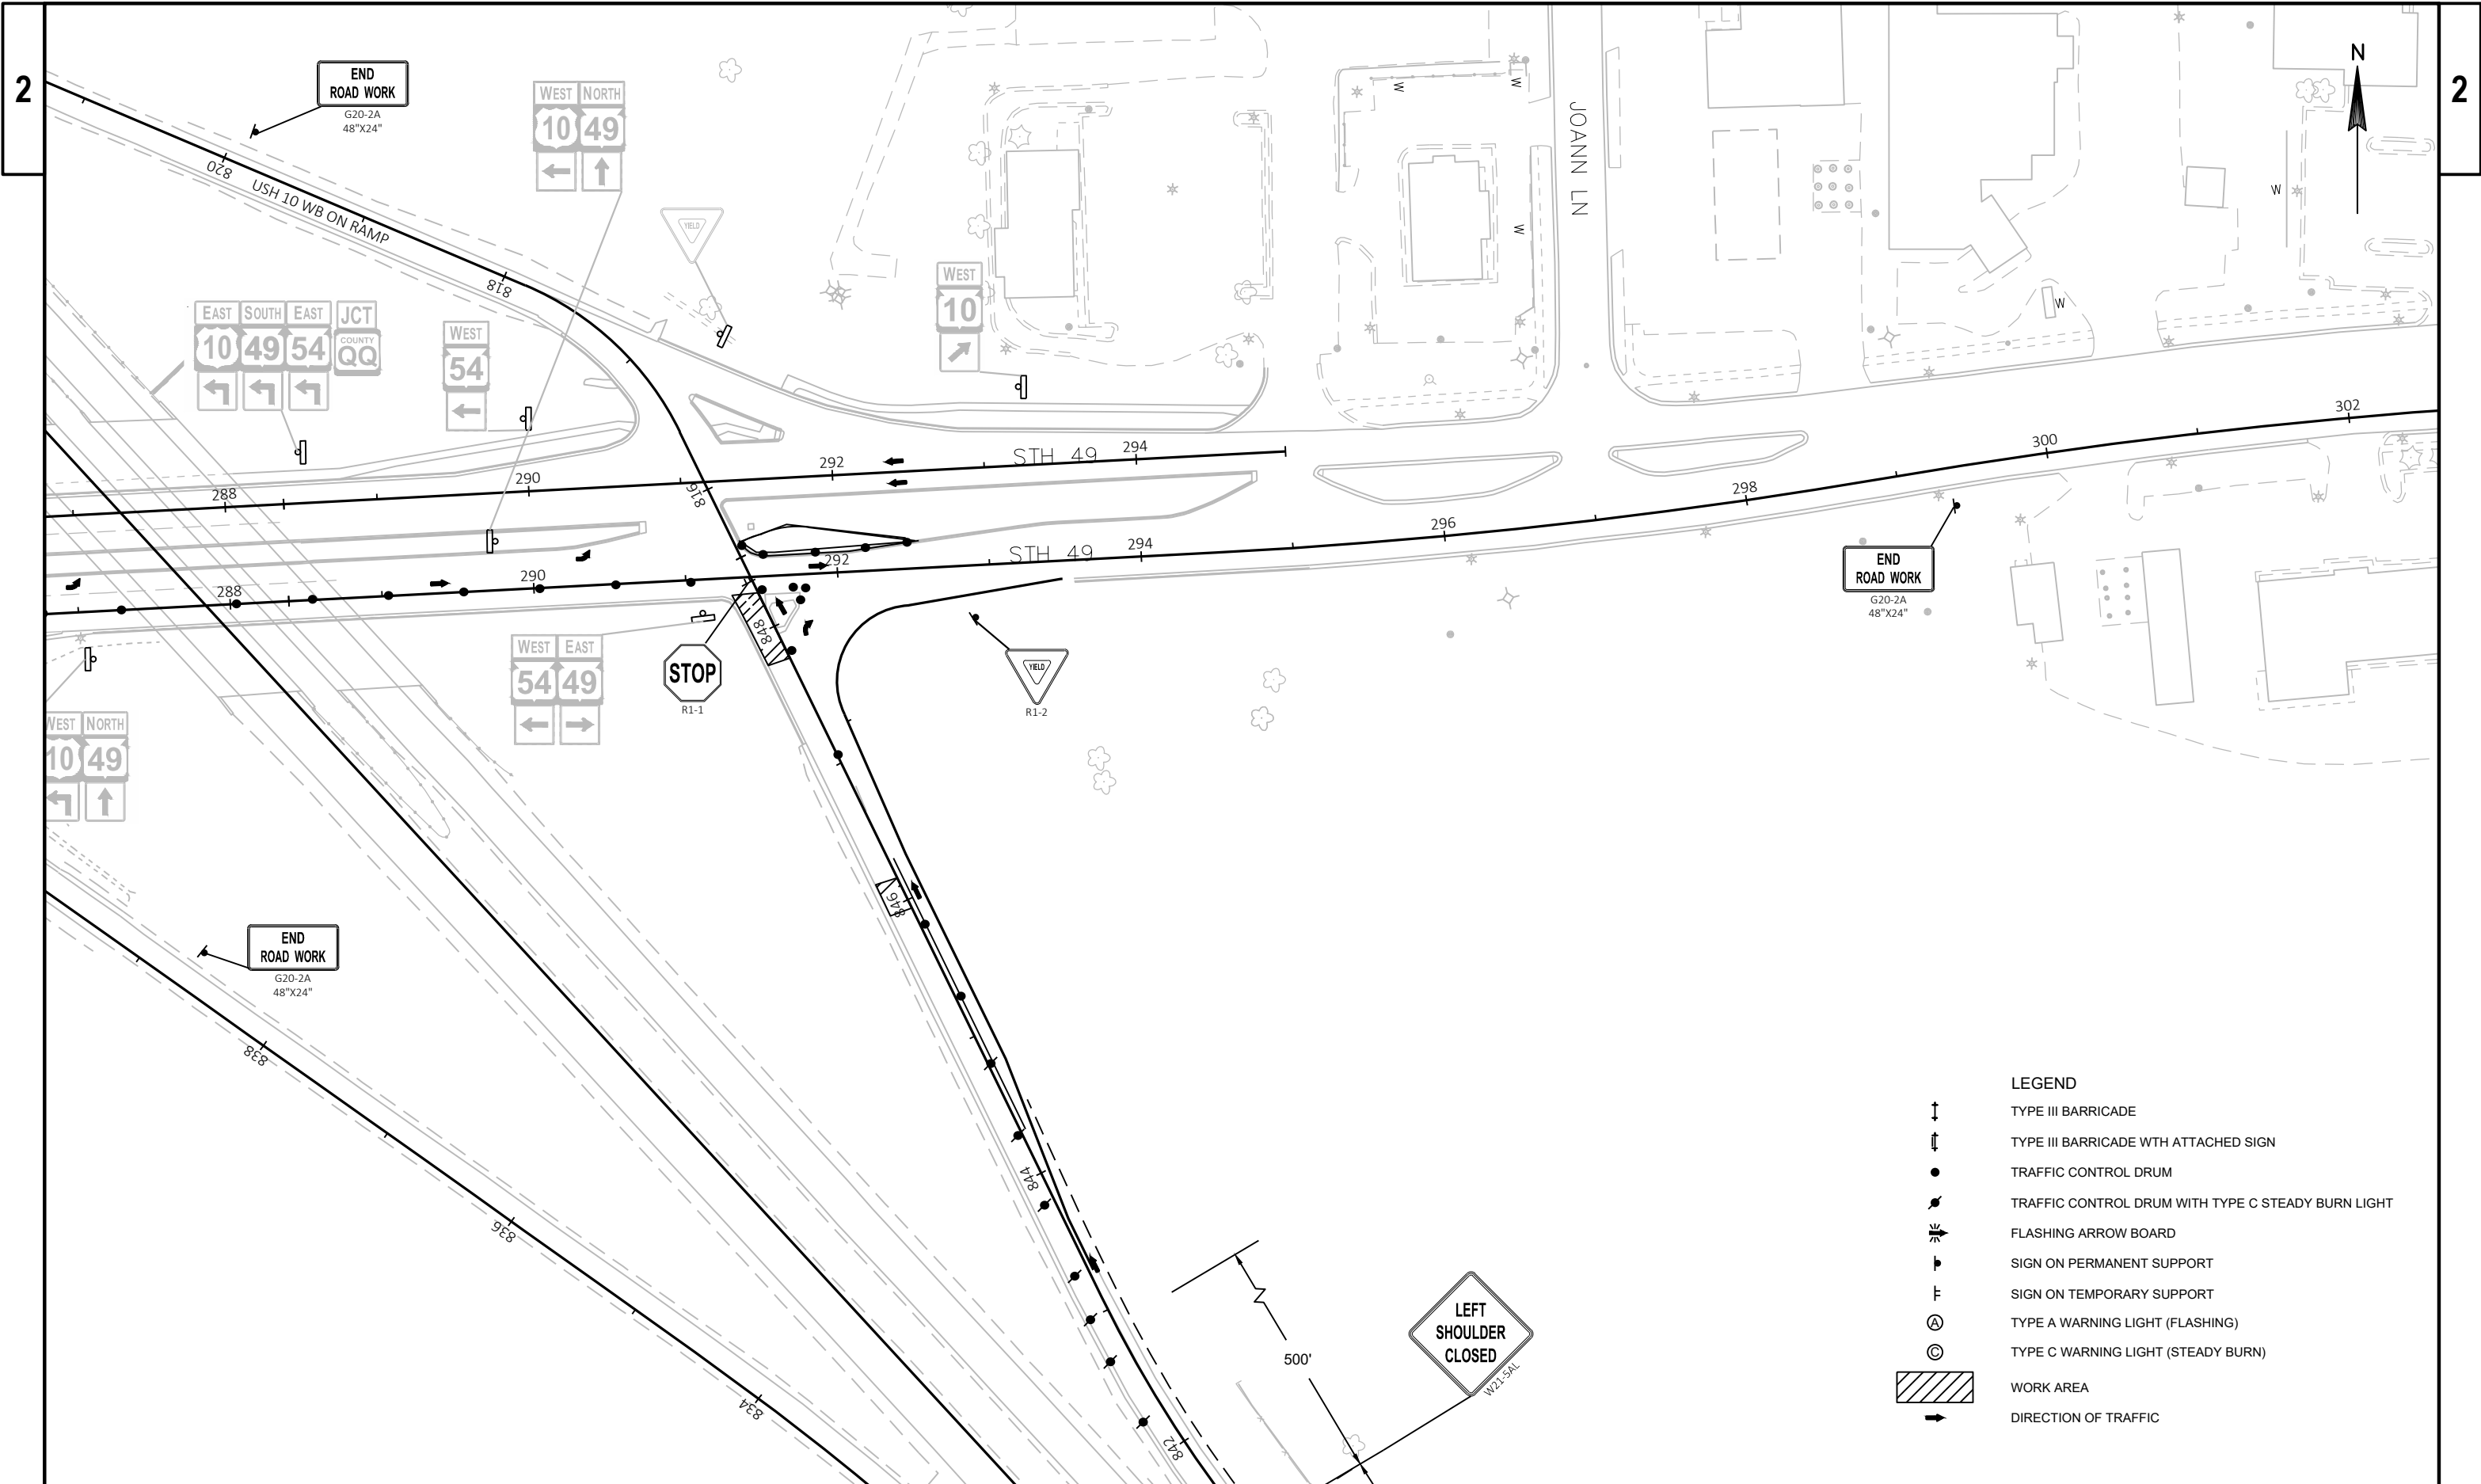 2
2
N
END
ROAD WORK
G20-2A
48"X24"
WEST NORTH
10 49
YIELD
820
USH 10 WB ON RAMP
818
WEST
10
JOANN LN
W
W
W
W
W
EAST SOUTH EAST JCT
10 49 54 COUNTY QQ
WEST
54
288
290
816
292
STH 49
294
302
300
298
296
288
290
292
STH 49
294
END
ROAD WORK
G20-2A
48"X24"
WEST EAST
54 49
STOP
R1-1
848
YIELD
R1-2
WEST NORTH
10 49
846
END
ROAD WORK
G20-2A
48"X24"
838
836
834
844
842
500'
LEFT
SHOULDER
CLOSED
W21-5AL
LEGEND
TYPE III BARRICADE
TYPE III BARRICADE WTH ATTACHED SIGN
TRAFFIC CONTROL DRUM
TRAFFIC CONTROL DRUM WITH TYPE C STEADY BURN LIGHT
FLASHING ARROW BOARD
SIGN ON PERMANENT SUPPORT
SIGN ON TEMPORARY SUPPORT
A TYPE A WARNING LIGHT (FLASHING)
C TYPE C WARNING LIGHT (STEADY BURN)
WORK AREA
DIRECTION OF TRAFFIC